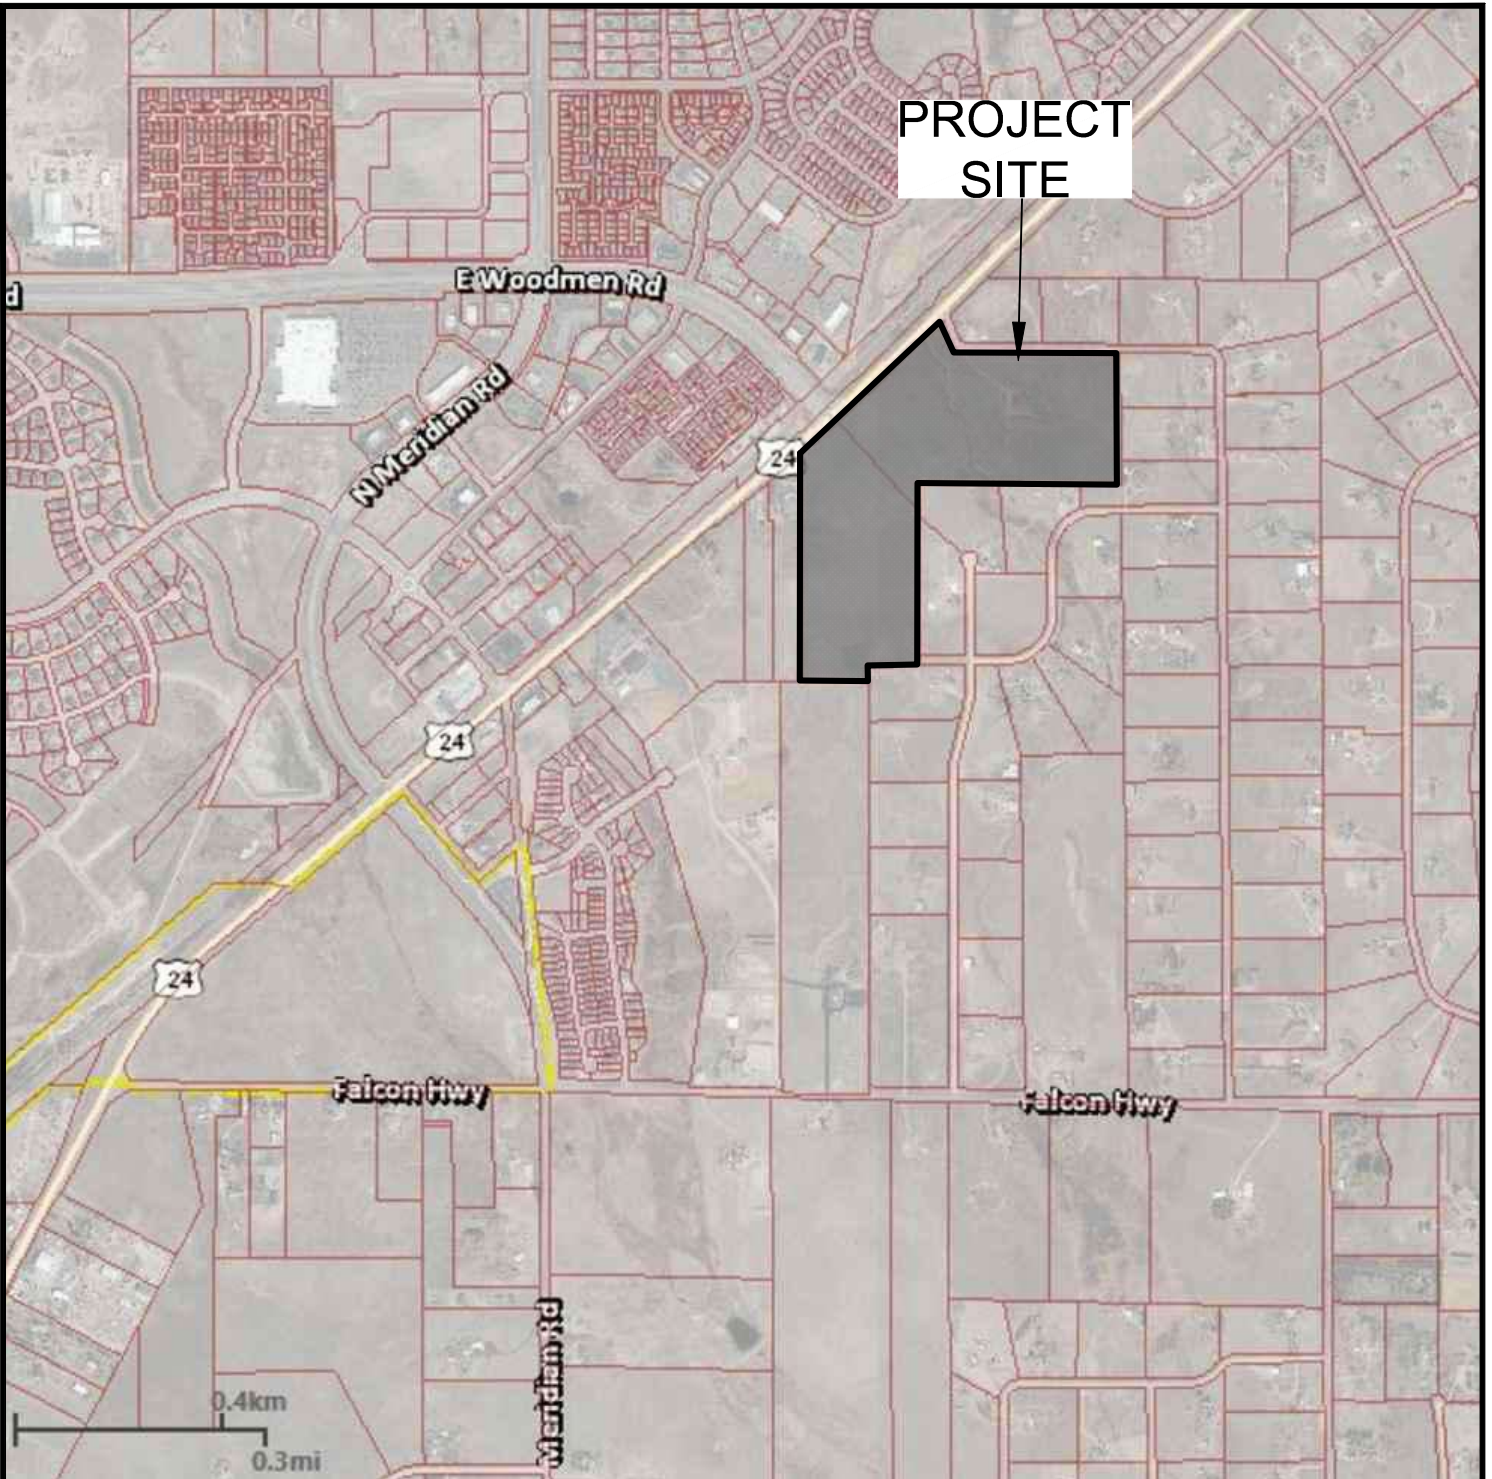 PROJECT
SITE
E Woodmen Rd
d
N Meridian Rd
24
24
24
Falcon Hwy
Falcon Hwy
Meridian Rd
0.4km
0.3mi